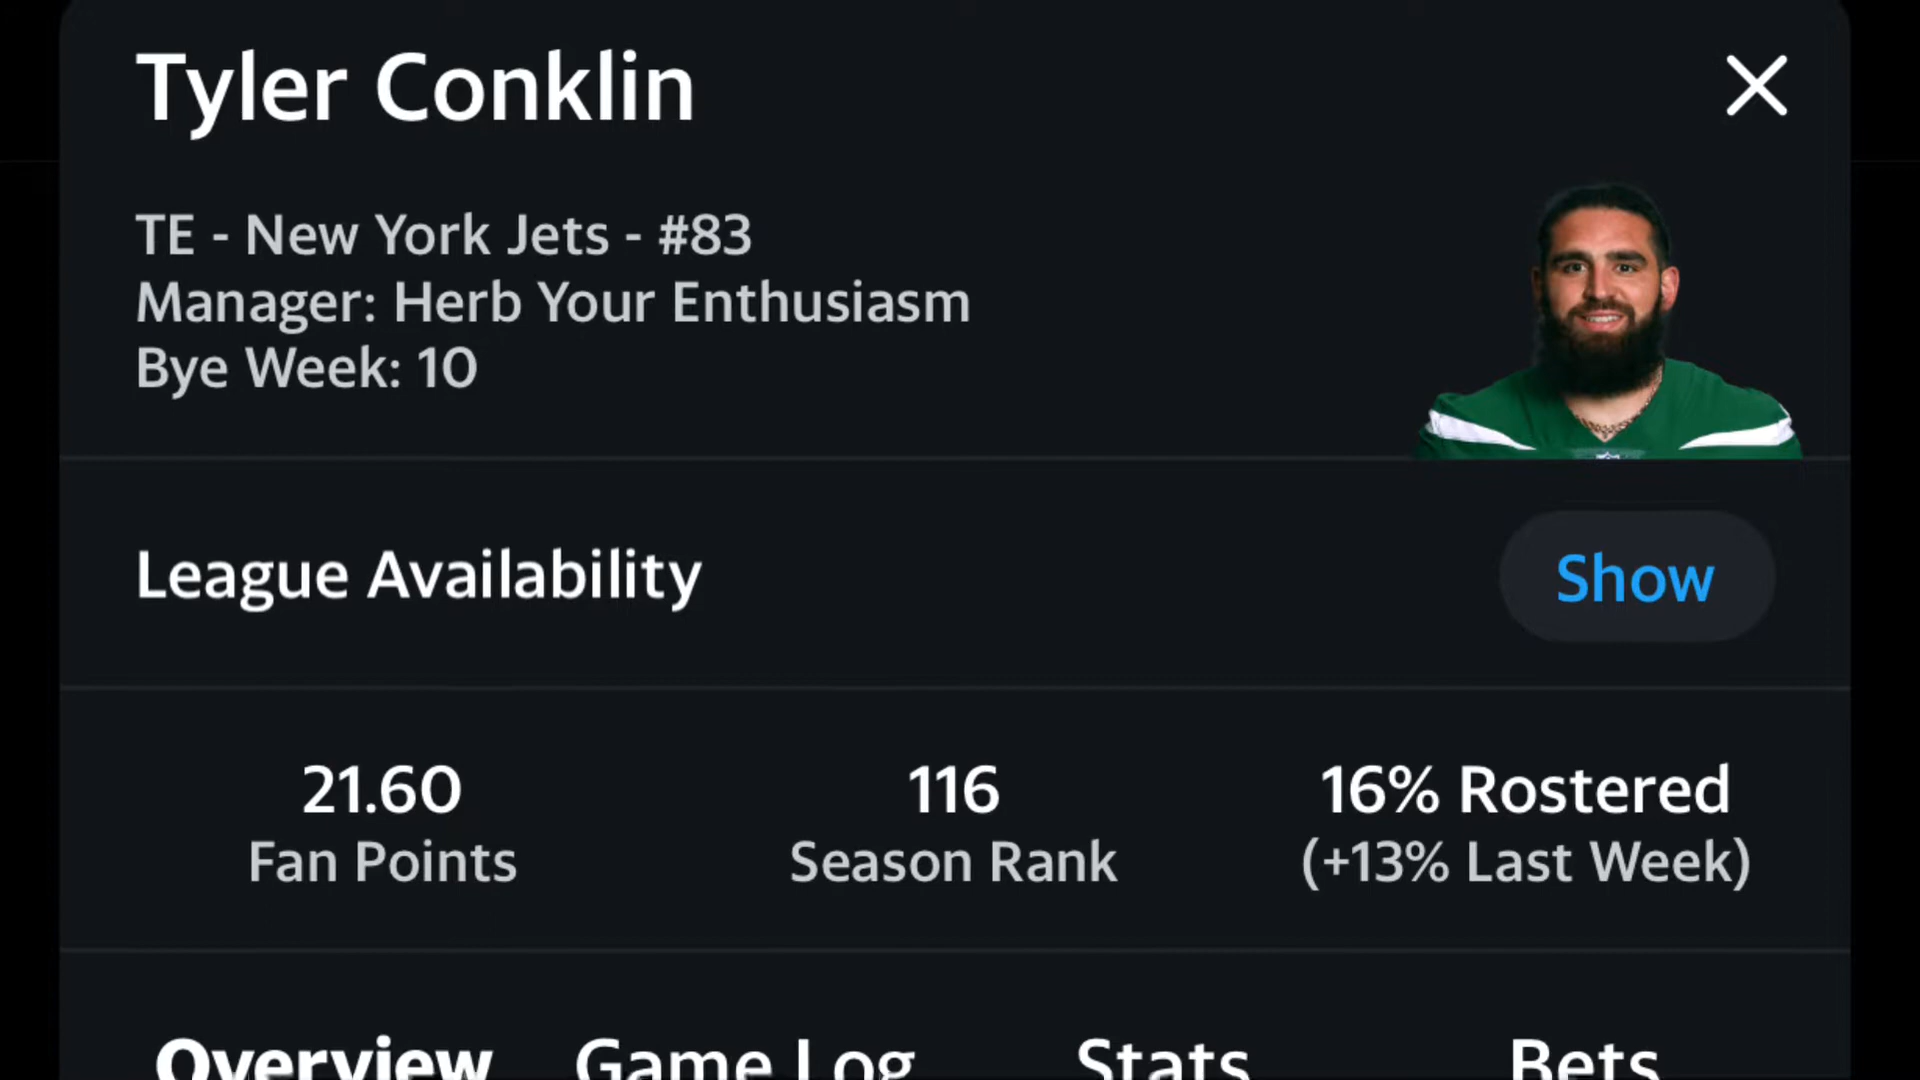 Tyler Conklin
TE - New York Jets - #83
Manager: Herb Your Enthusiasm
Bye Week: 10
League Availability
Show
21.60
116
16% Rostered
Fan Points
Season Rank
(+13% Last Week)
Overview
Game Log
Stats
Bets